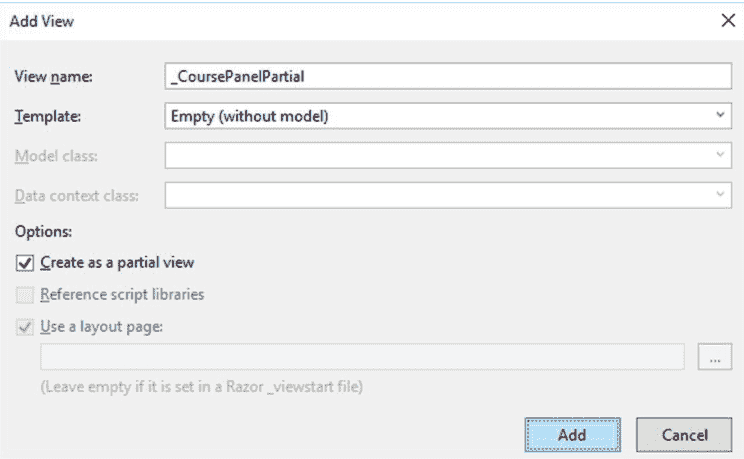 Add View
View name: _CoursePanelPartial
Template: Empty (without model)
Model class:
Data context class:
Options:
Create as a partial view
Reference script libraries
Use a layout page:
...
(Leave empty if it is set in a Razor _viewstart file)
Add Cancel